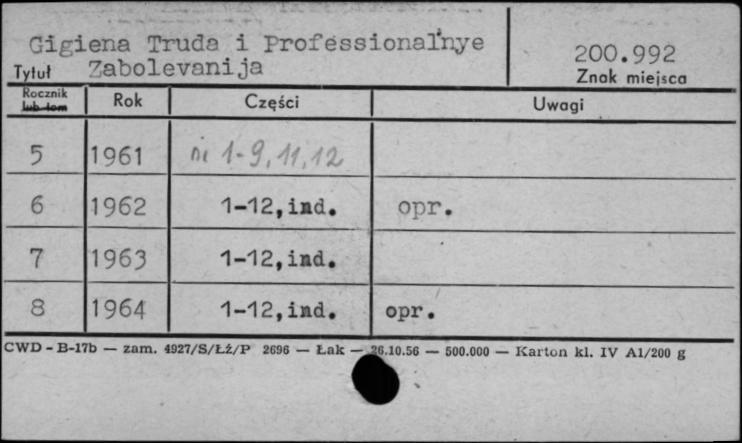 Gigiena Truda i Professionalnye
Tytuł Zabolevanija
200.992
Znak miejsca
Rocznik lub tom Rok Części Uwagi
5 1961 nr 1-9, 11, 12
6 1962 1-12, ind. opr.
7 1963 1-12, ind.
8 1964 1-12, ind. opr.
CWD - B-17b — zam. 4927/S/ŁŻ/P 2696 — Łak — 26.10.56 — 500.000 — Karton kl. IV A1/200 g